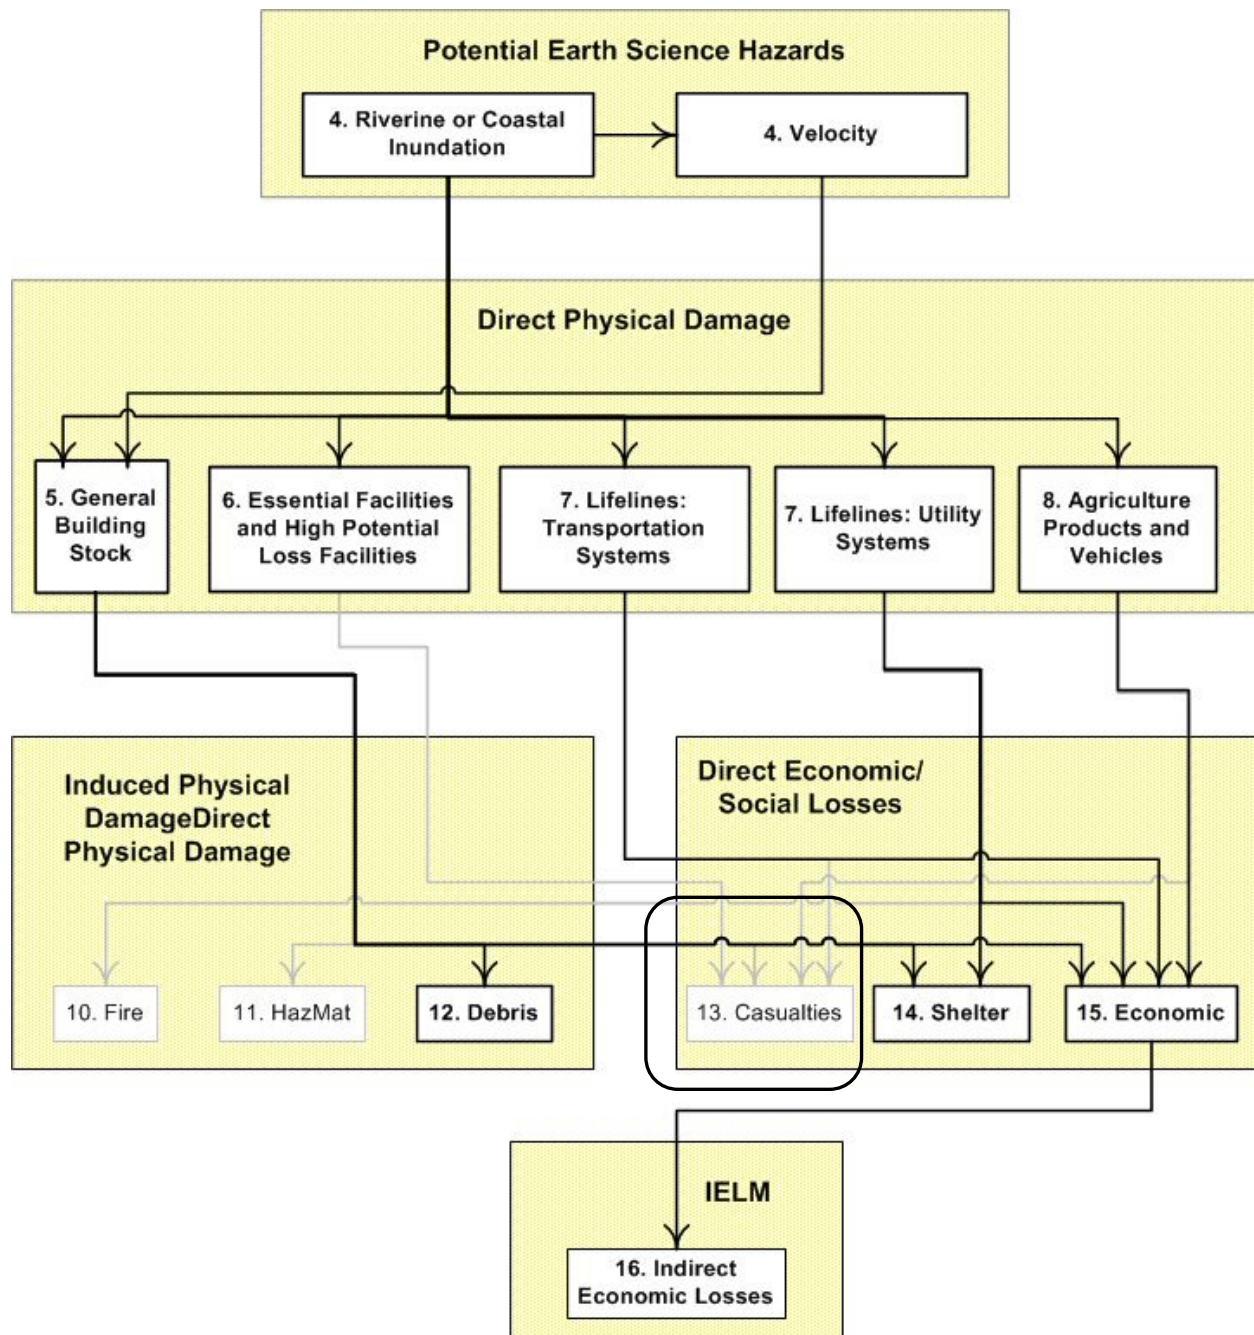 Potential Earth Science Hazards
4. Riverine or Coastal
Inundation
4. Velocity
Direct Physical Damage
5. General
Building
Stock
6. Essential Facilities
and High Potential
Loss Facilities
7. Lifelines:
Transportation
Systems
7. Lifelines: Utility
Systems
8. Agriculture
Products and
Vehicles
Induced Physical
DamageDirect
Physical Damage
10. Fire
11. HazMat
12. Debris
Direct Economic/
Social Losses
13. Casualties
14. Shelter
15. Economic
IELM
16. Indirect
Economic Losses